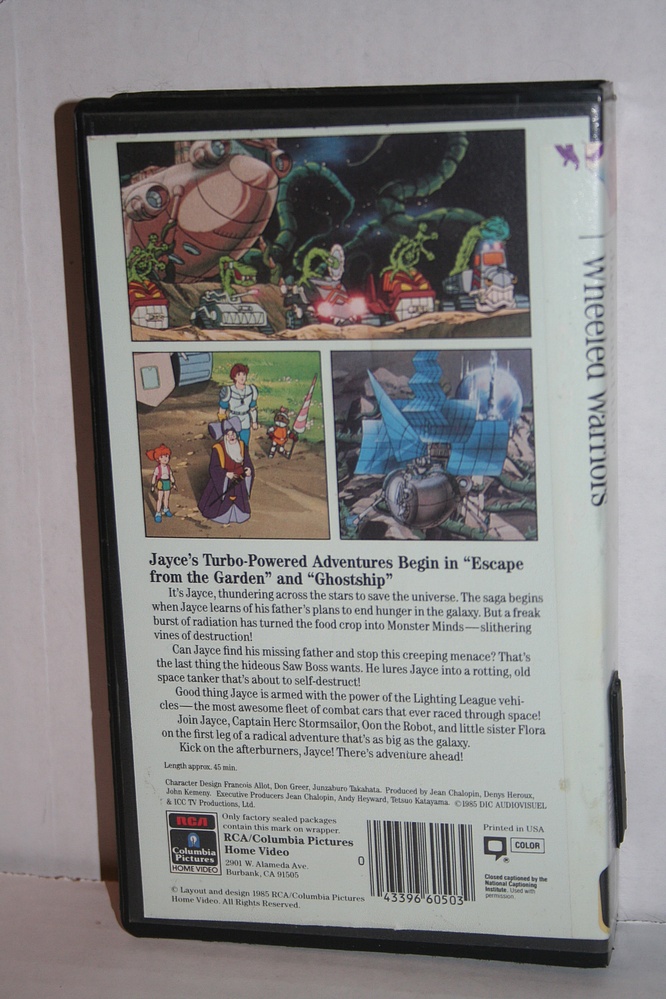 Wheeled Warriors
Jayce's Turbo-Powered Adventures Begin in "Escape
from the Garden" and "Ghostship"
It's Jayce, thundering across the stars to save the universe. The saga begins
when Jayce learns of his father's plans to end hunger in the galaxy. But a freak
burst of radiation has turned the food crop into Monster Minds—slithering
vines of destruction!
Can Jayce find his missing father and stop this creeping menace? That's
the last thing the hideous Saw Boss wants. He lures Jayce into a rotting, old
space tanker that's about to self-destruct!
Good thing Jayce is armed with the power of the Lighting League vehi-
cles—the most awesome fleet of combat cars that ever raced through space!
Join Jayce, Captain Herc Stormsailor, Oon the Robot, and little sister Flora
on the first leg of a radical adventure that's as big as the galaxy.
Kick on the afterburners, Jayce! There's adventure ahead!
Length approx. 45 min.
Character Design Francois Allot, Don Greer, Junzaburo Takahata. Produced by Jean Chalopin, Denys Heroux,
John Kemeny. Executive Producers Jean Chalopin, Andy Heyward, Tetsuo Katayama. ©1985 DIC AUDIOVISUEL
& ICC TV Productions, Ltd.
RCA
Columbia
Pictures
HOME VIDEO
Only factory sealed packages
contain this mark on wrapper.
RCA/Columbia Pictures
Home Video
2901 W. Alameda Ave.
Burbank, CA 91505
© Layout and design 1985 RCA/Columbia Pictures
Home Video. All Rights Reserved.
0
43396 60503
Printed in USA
COLOR
Closed captioned by the
National Captioning
Institute. Used with
permission.